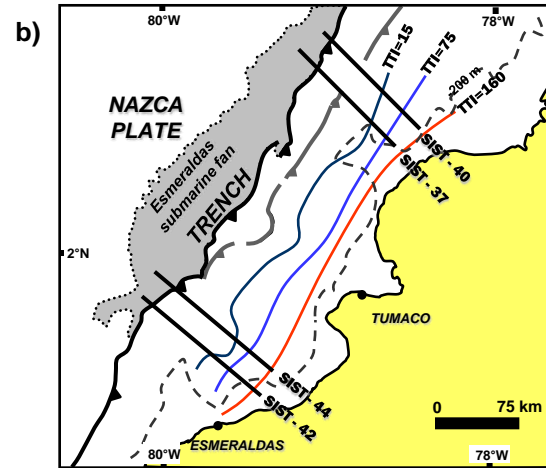 b)
80°W
78°W
NAZCA
PLATE
Esmeraldas
submarine fan
TRENCH
TTI=15
TTI=75
200 m.
TTI=160
SIST - 40
SIST - 37
2°N
TUMACO
SIST - 44
SIST - 42
ESMERALDAS
0 75 km
80°W
78°W